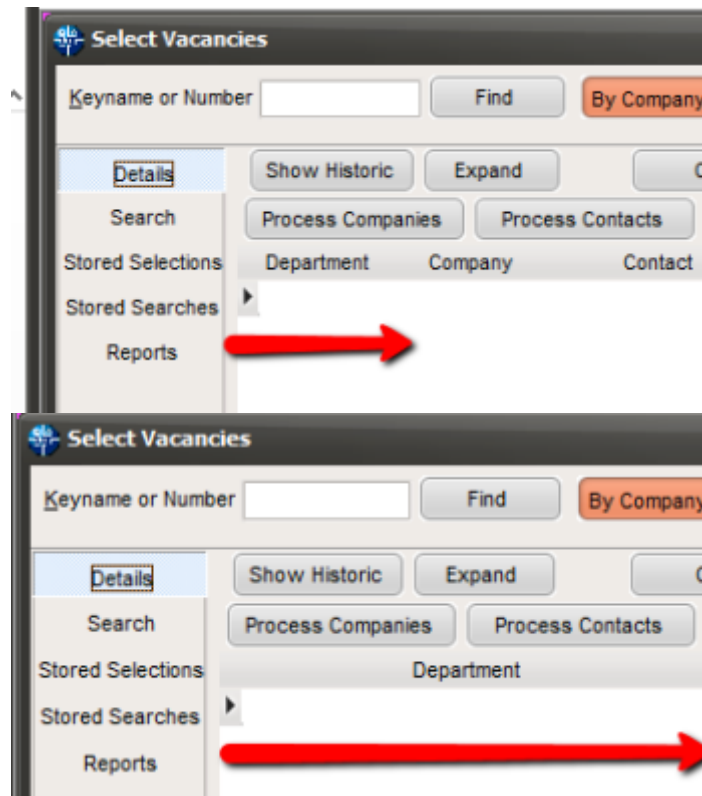 Select Vacancies
Keyname or Number Find By Company
Details Show Historic Expand
Search Process Companies Process Contacts
Stored Selections Department Company Contact
Stored Searches
Reports
Select Vacancies
Keyname or Number Find By Company
Details Show Historic Expand
Search Process Companies Process Contacts
Stored Selections Department
Stored Searches
Reports